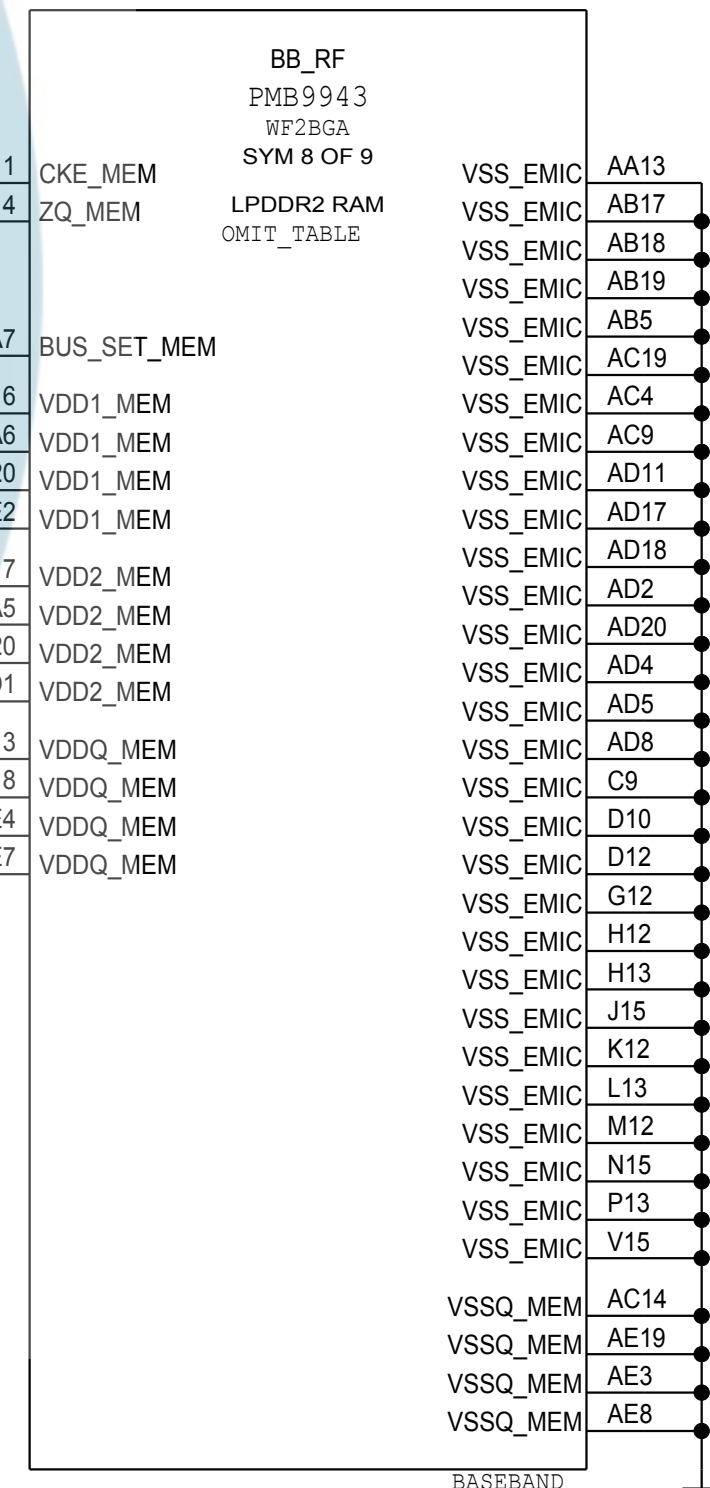 BB_RF
PMB9943
WF2BGA
SYM 8 OF 9
LPDDR2 RAM
OMIT_TABLE
CKE_MEM
ZQ_MEM
BUS_SET_MEM
VDD1_MEM
VDD1_MEM
VDD1_MEM
VDD1_MEM
VDD2_MEM
VDD2_MEM
VDD2_MEM
VDD2_MEM
VDDQ_MEM
VDDQ_MEM
VDDQ_MEM
VDDQ_MEM
VSS_EMIC AA13
VSS_EMIC AB17
VSS_EMIC AB18
VSS_EMIC AB19
VSS_EMIC AB5
VSS_EMIC AC19
VSS_EMIC AC4
VSS_EMIC AC9
VSS_EMIC AD11
VSS_EMIC AD17
VSS_EMIC AD18
VSS_EMIC AD2
VSS_EMIC AD20
VSS_EMIC AD4
VSS_EMIC AD5
VSS_EMIC AD8
VSS_EMIC C9
VSS_EMIC D10
VSS_EMIC D12
VSS_EMIC G12
VSS_EMIC H12
VSS_EMIC H13
VSS_EMIC J15
VSS_EMIC K12
VSS_EMIC L13
VSS_EMIC M12
VSS_EMIC N15
VSS_EMIC P13
VSS_EMIC V15
VSSQ_MEM AC14
VSSQ_MEM AE19
VSSQ_MEM AE3
VSSQ_MEM AE8
BASEBAND